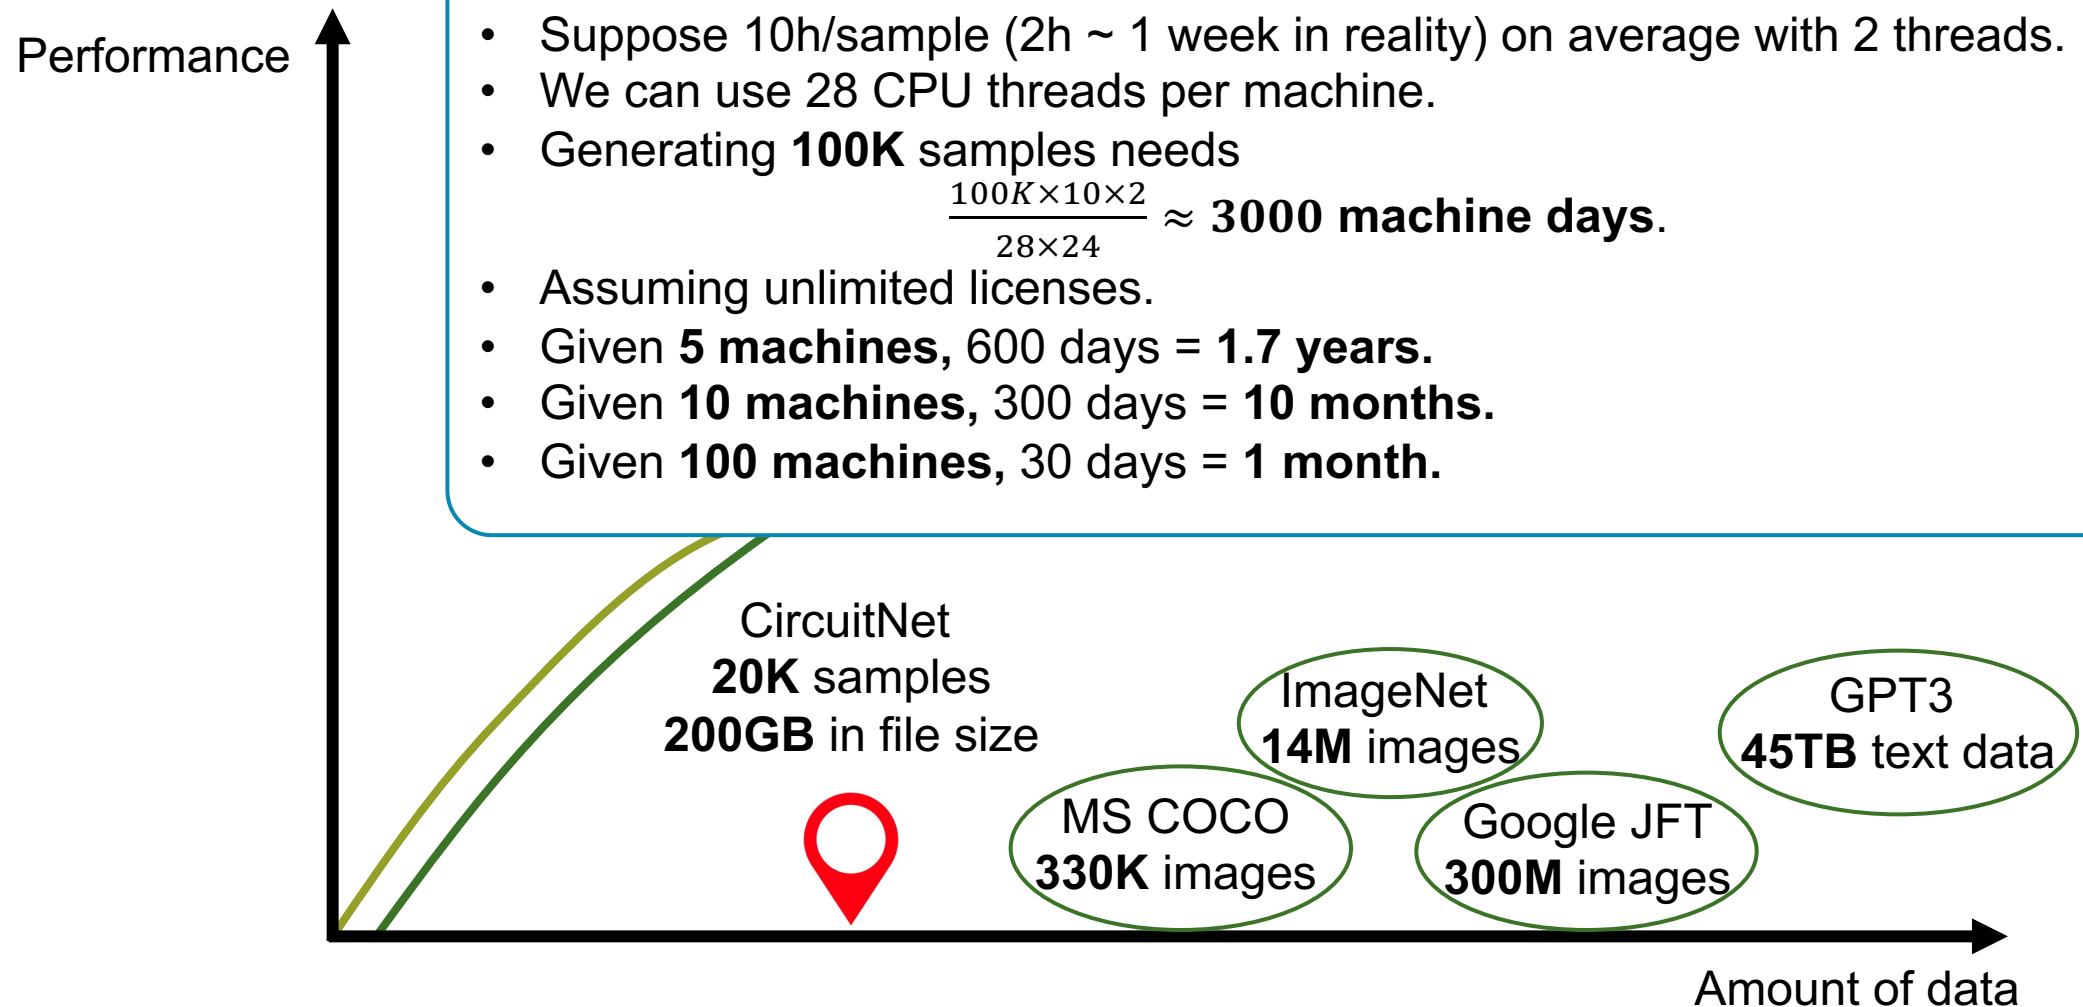 Performance
• Suppose 10h/sample (2h ~ 1 week in reality) on average with 2 threads.
• We can use 28 CPU threads per machine.
• Generating 100K samples needs
100K×10×2
28×24
≈ 3000 machine days.
• Assuming unlimited licenses.
• Given 5 machines, 600 days = 1.7 years.
• Given 10 machines, 300 days = 10 months.
• Given 100 machines, 30 days = 1 month.
CircuitNet
20K samples
200GB in file size
MS COCO
330K images
ImageNet
14M images
Google JFT
300M images
GPT3
45TB text data
Amount of data